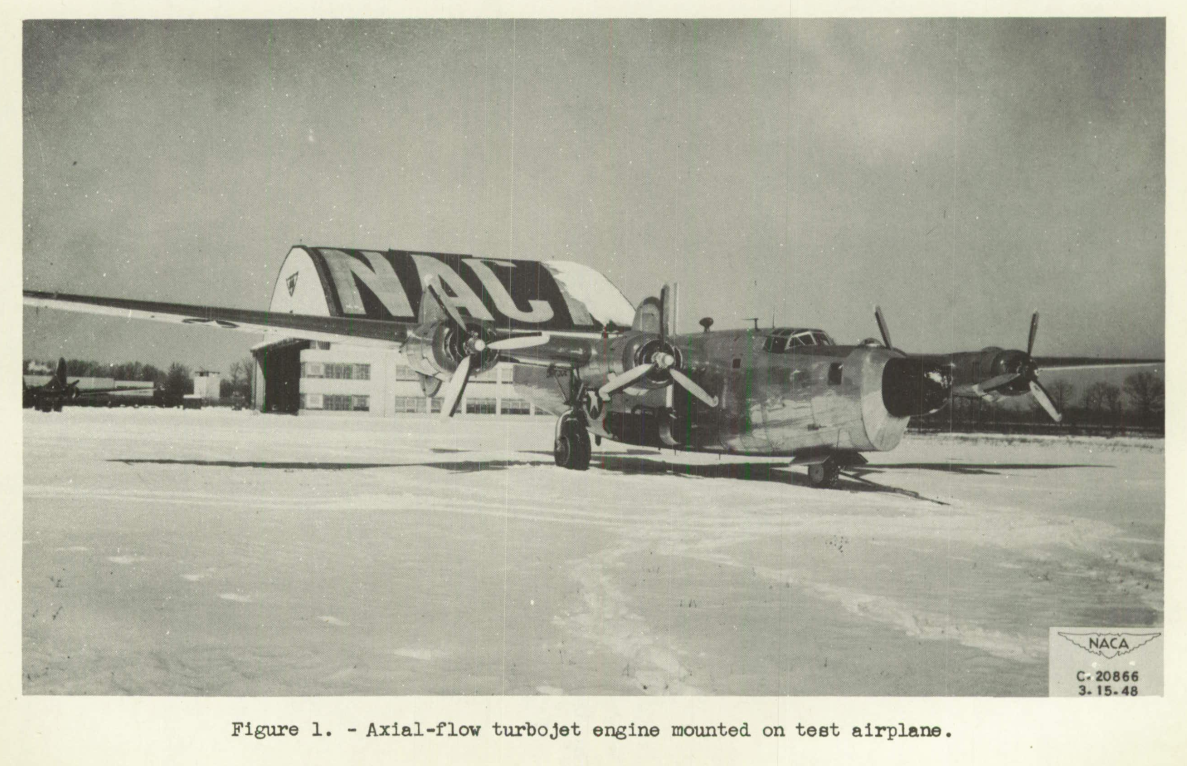 NAC
NACA
C-20866
3-15-48
Figure 1. - Axial-flow turbojet engine mounted on test airplane.